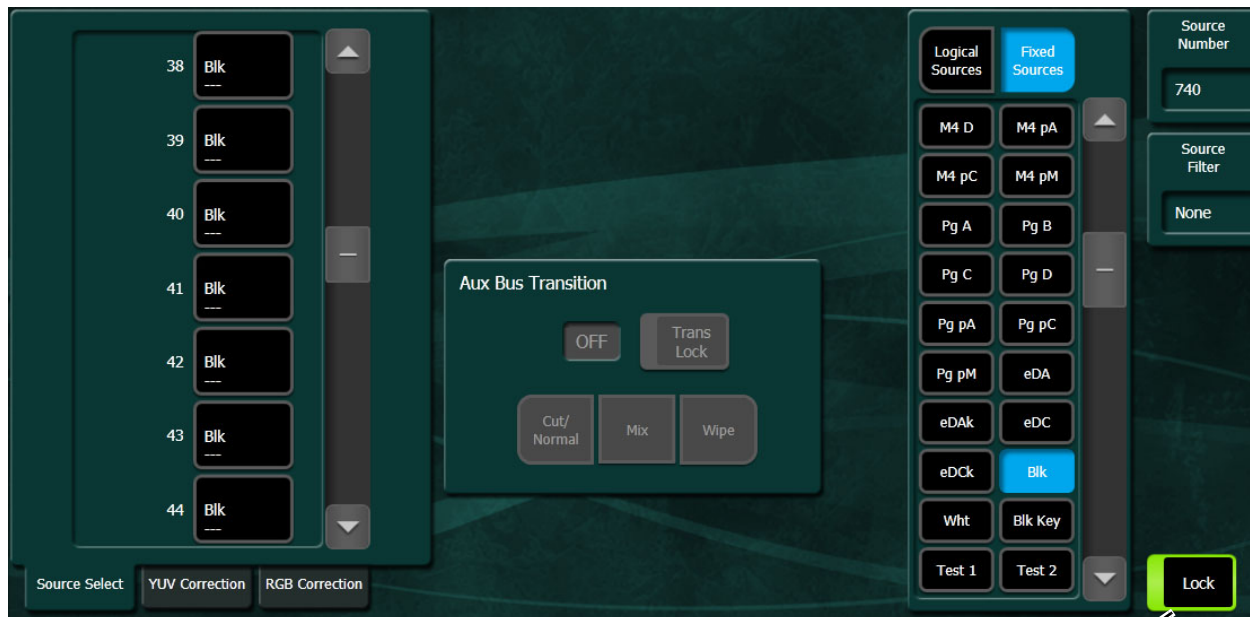 38 Blk
---
39 Blk
---
40 Blk
---
41 Blk
---
42 Blk
---
43 Blk
---
44 Blk
---
Source Select YUV Correction RGB Correction
Aux Bus Transition
OFF
Trans
Lock
Cut/
Normal
Mix
Wipe
Logical
Sources
Fixed
Sources
M4 D M4 pA
M4 pC M4 pM
Pg A Pg B
Pg C Pg D
Pg pA Pg pC
Pg pM eDA
eDAk eDC
eDCk Blk
Wht Blk Key
Test 1 Test 2
Source
Number
740
Source
Filter
None
Lock